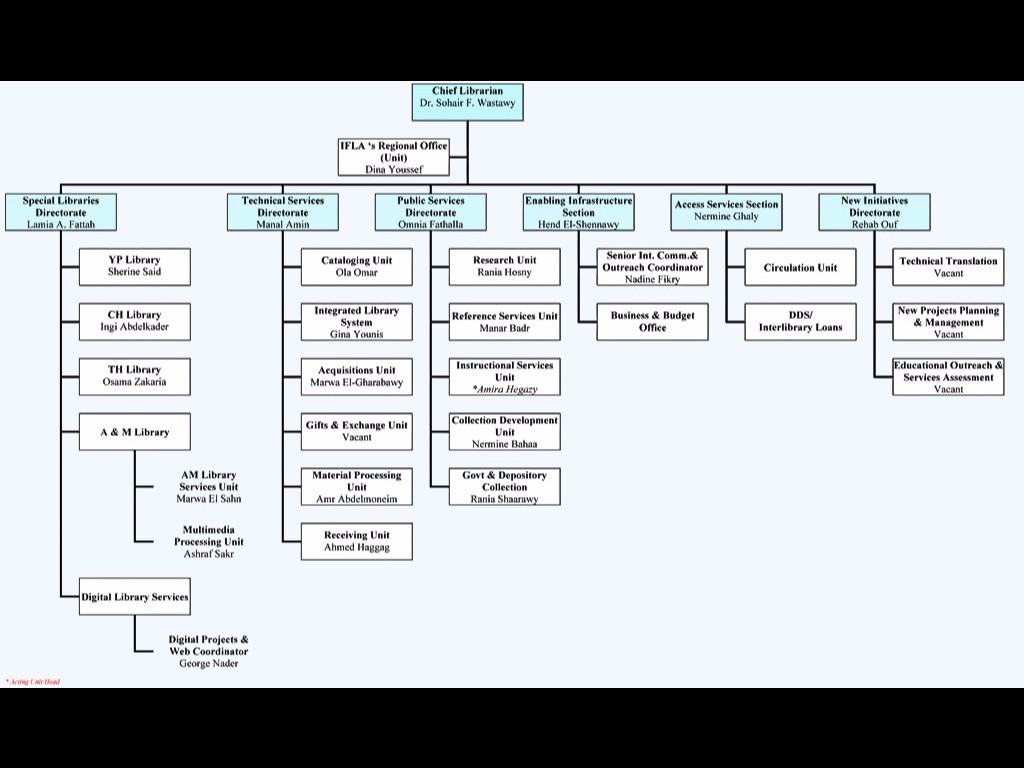 Chief Librarian
Dr. Sohair F. Wastawy
IFLA 's Regional Office
(Unit)
Dina Youssef
Special Libraries
Directorate
Lamia A. Fattah
YP Library
Sherine Said
CH Library
Ingi Abdelkader
TH Library
Osama Zakaria
A & M Library
AM Library
Services Unit
Marwa El Sahn
Multimedia
Processing Unit
Ashraf Sakr
Digital Library Services
Digital Projects &
Web Coordinator
George Nader
Technical Services
Directorate
Manal Amin
Cataloging Unit
Ola Omar
Integrated Library
System
Gina Younis
Acquisitions Unit
Marwa El-Gharabawy
Gifts & Exchange Unit
Vacant
Material Processing
Unit
Amr Abdelmoneim
Receiving Unit
Ahmed Haggag
Public Services
Directorate
Omnia Fathalla
Research Unit
Rania Hosny
Reference Services Unit
Manar Badr
Instructional Services
Unit
*Amira Hegazy
Collection Development
Unit
Nermine Bahaa
Govt & Depository
Collection
Rania Shaarawy
Enabling Infrastructure
Section
Hend El-Shennawy
Senior Int. Comm.&
Outreach Coordinator
Nadine Fikry
Business & Budget
Office
Access Services Section
Nermine Ghaly
Circulation Unit
DDS/
Interlibrary Loans
New Initiatives
Directorate
Rehab Ouf
Technical Translation
Vacant
New Projects Planning
& Management
Vacant
Educational Outreach &
Services Assessment
Vacant
* Acting Unit Head